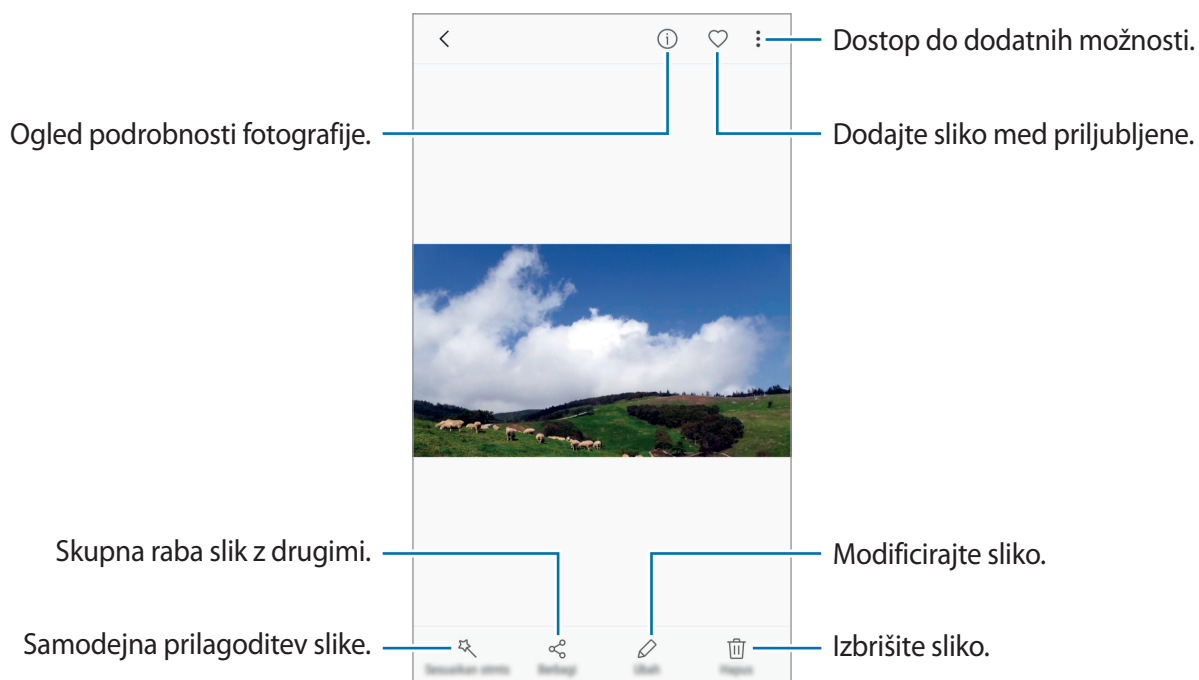 Dostop do dodatnih možnosti.
Ogled podrobnosti fotografije.
Dodajte sliko med priljubljene.
Skupna raba slik z drugimi.
Modificirajte sliko.
Samodejna prilagoditev slike.
Izbrišite sliko.